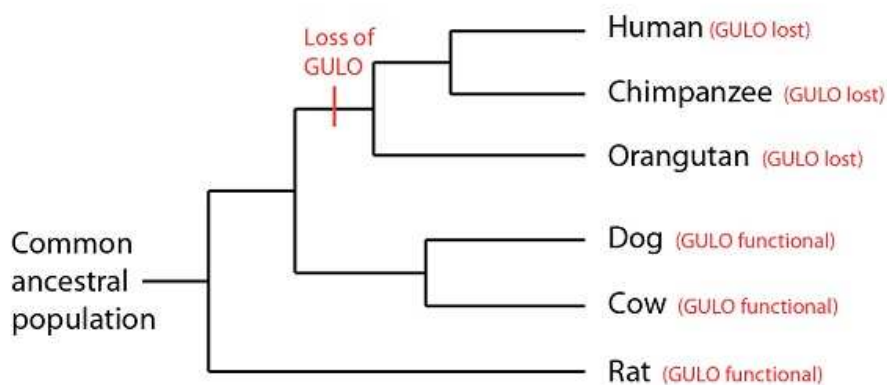 Loss of
GULO
Human (GULO lost)
Chimpanzee (GULO lost)
Orangutan (GULO lost)
Common
ancestral
population
Dog (GULO functional)
Cow (GULO functional)
Rat (GULO functional)